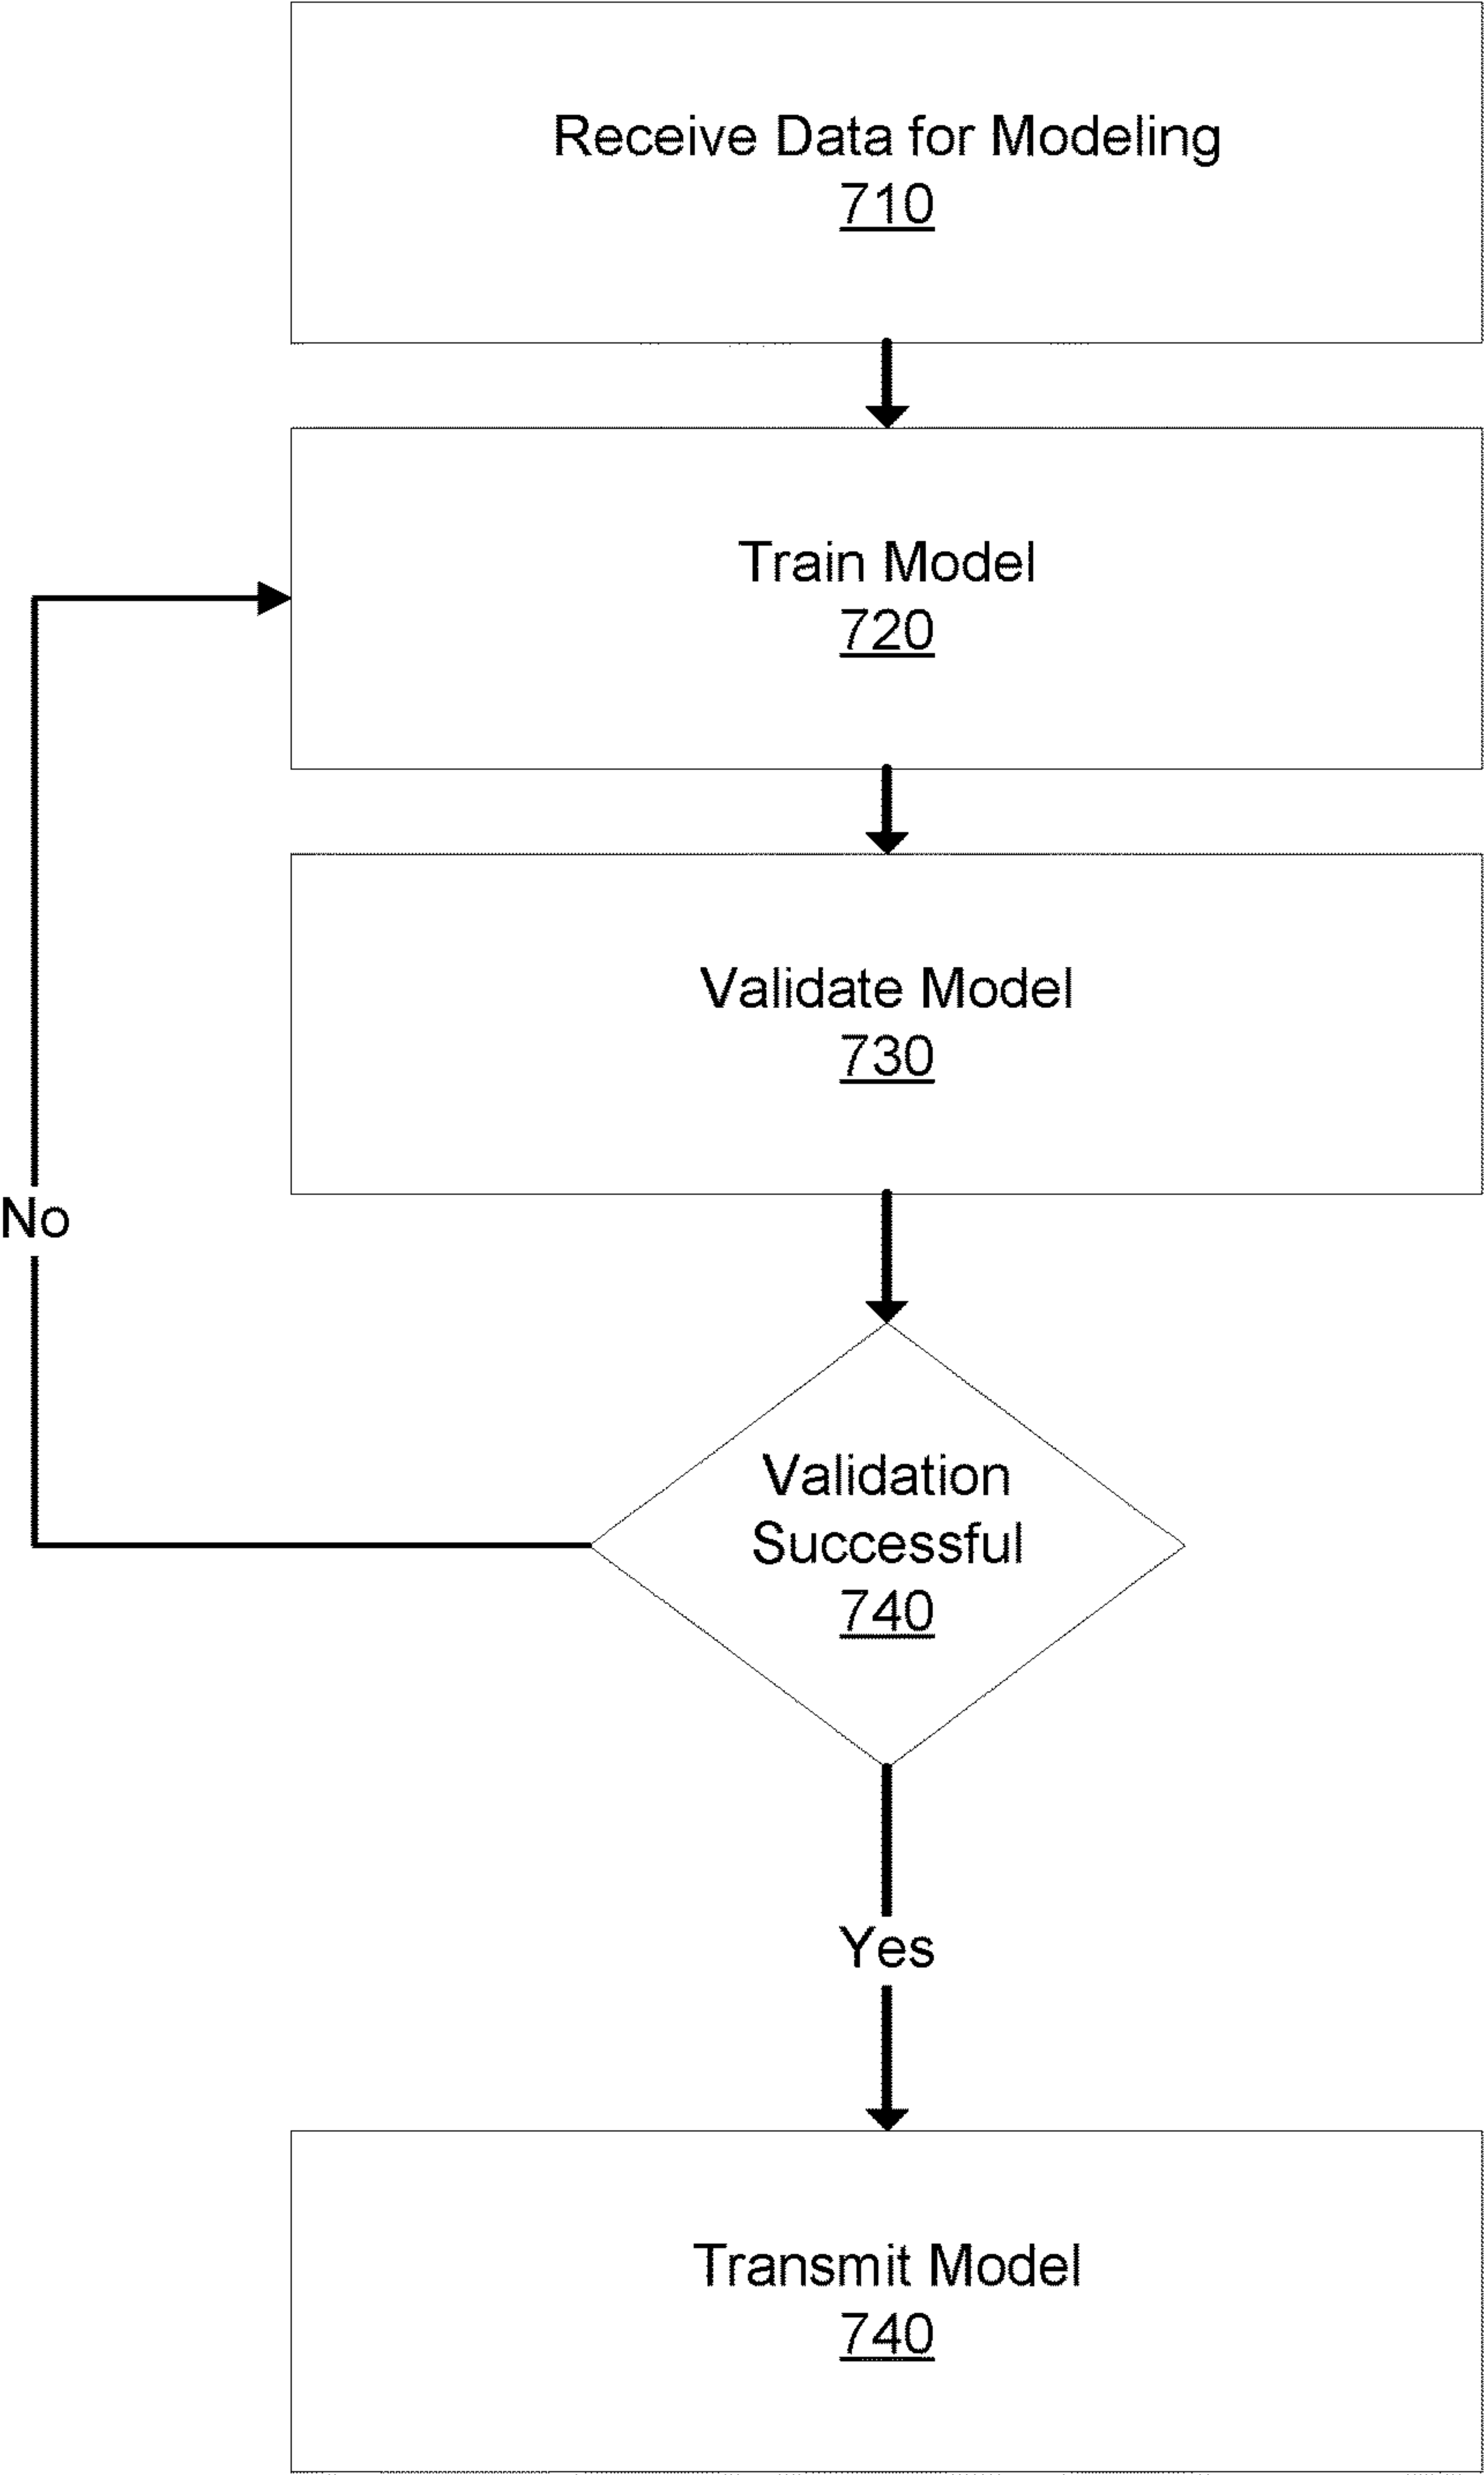 Receive Data for Modeling
710
Train Model
720
Validate Model
730
No
Validation
Successful
740
Yes
Transmit Model
740